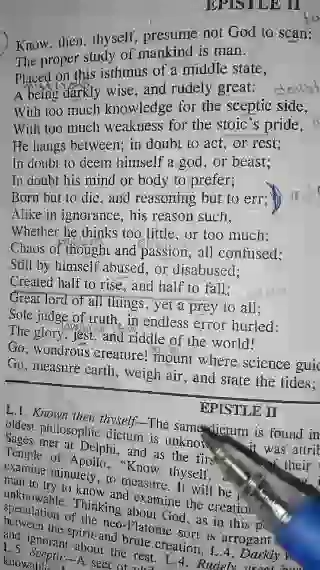 EPISTLE II
Know, then, thyself, presume not God to scan:
The proper study of mankind is man.
Placed on this isthmus of a middle state,
A being darkly wise, and rudely great:
With too much knowledge for the sceptic side,
With too much weakness for the stoic's pride,
He hangs between; in doubt to act, or rest;
In doubt to deem himself a god, or beast;
In doubt his mind or body to prefer;
Born but to die, and reasoning but to err;
Alike in ignorance, his reason such,
Whether he thinks too little, or too much:
Chaos of thought and passion, all confused;
Still by himself abused, or disabused;
Created half to rise, and half to fall;
Great lord of all things, yet a prey to all;
Sole judge of truth, in endless error hurled:
The glory, jest, and riddle of the world!
Go, wondrous creature! mount where science
Go, measure earth, weigh air, and state the tides;
EPISTLE II
L.1 Known then thyself—The same dictum is found in
oldest philosophic dictum is it was
Sages met at Delphi, and as the their
Temple of Apollo, "Know thyself,
examine minutely, to measure. It will be
man to try to know and examine the
unknowable. Thinking about God, as in this
speculation of the neo-Platonic sort is arrogant
between the spirit and brute creation, L.4. Darkly
and ignorant about the rest. L.4.
L.5 Sceptic—A